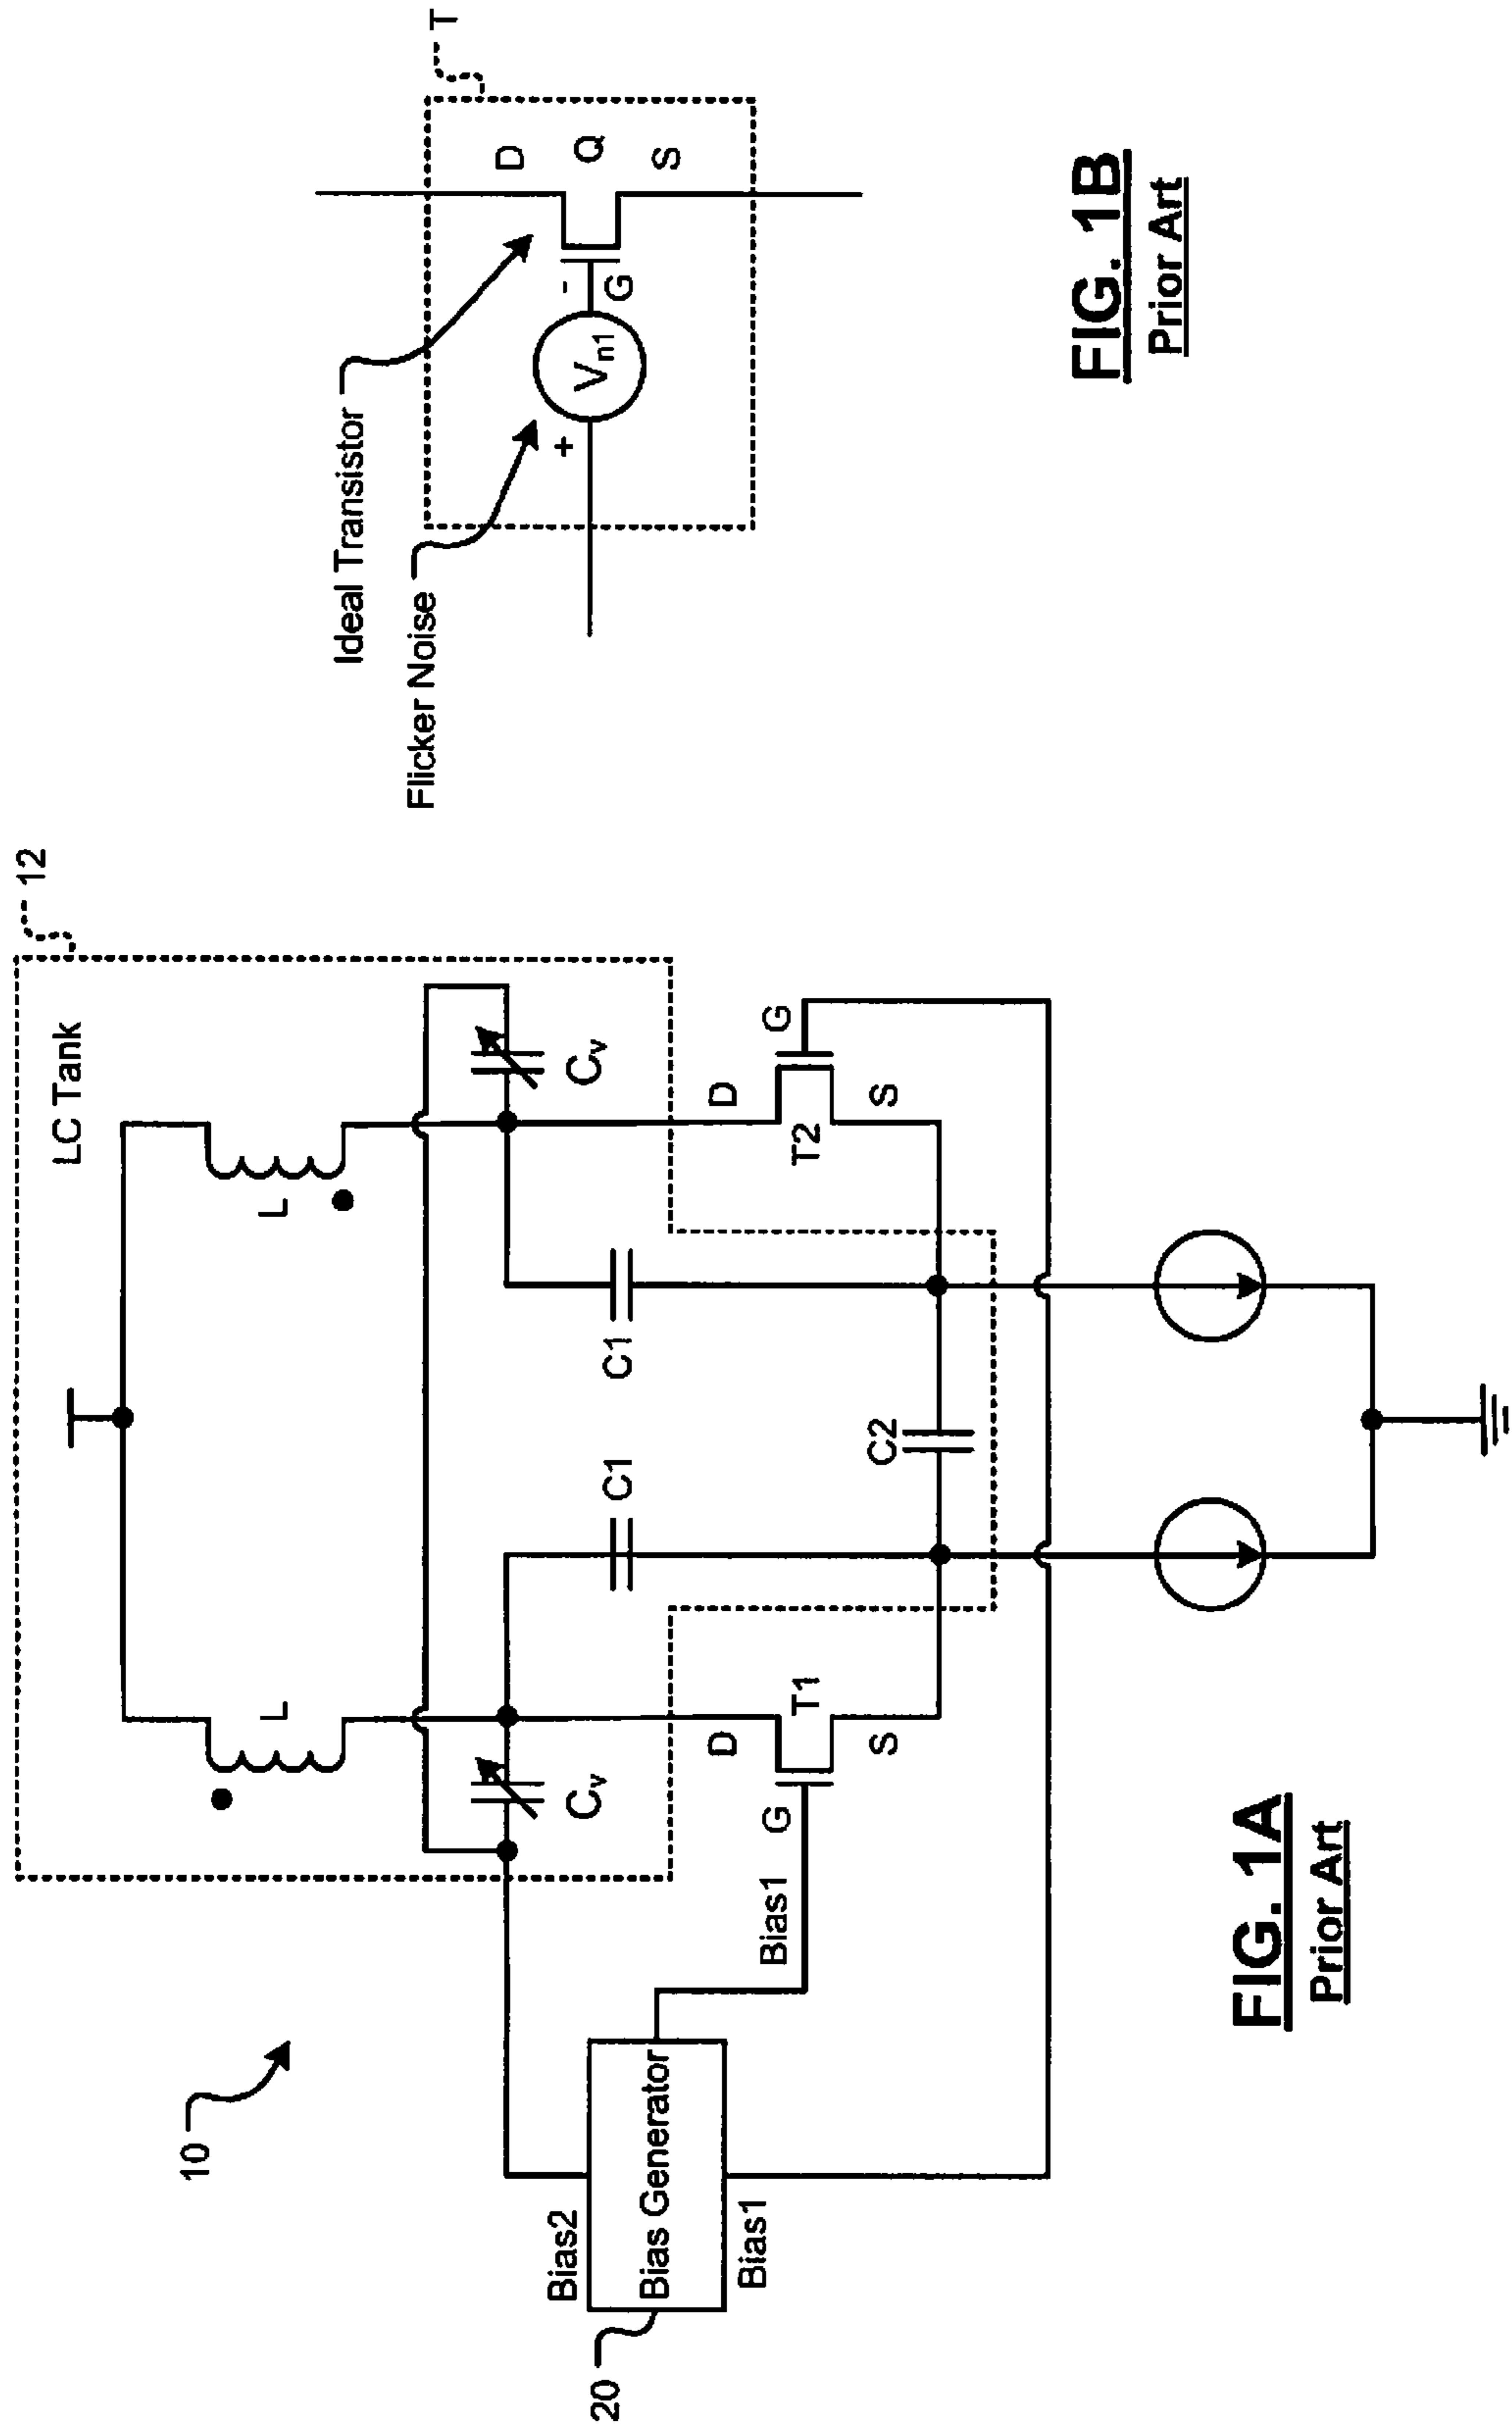 10
12
LC Tank
L
L
Cv
Cv
Bias2
Bias Generator
Bias1
20
Bias1
G
D
T1
S
C1
C1
C2
D
T2
S
G
FIG. 1A
Prior Art
Ideal Transistor
Flicker Noise
T
D
Q
S
+
Vn1
-
G
FIG. 1B
Prior Art